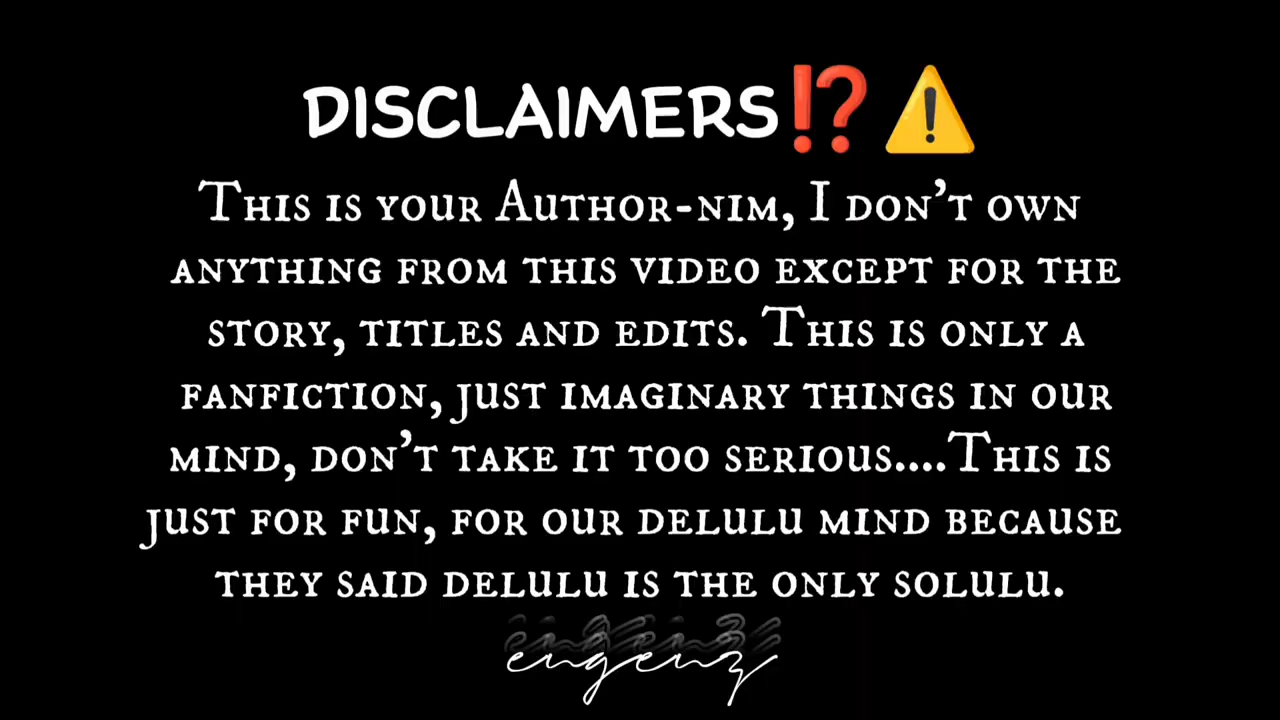 DISCLAIMERS⁉️⚠️
This is your Author-nim, I don't own
anything from this video except for the
story, titles and edits. This is only a
fanfiction, just imaginary things in our
mind, don't take it too serious....This is
just for fun, for our delulu mind because
they said delulu is the only solulu.
engenz